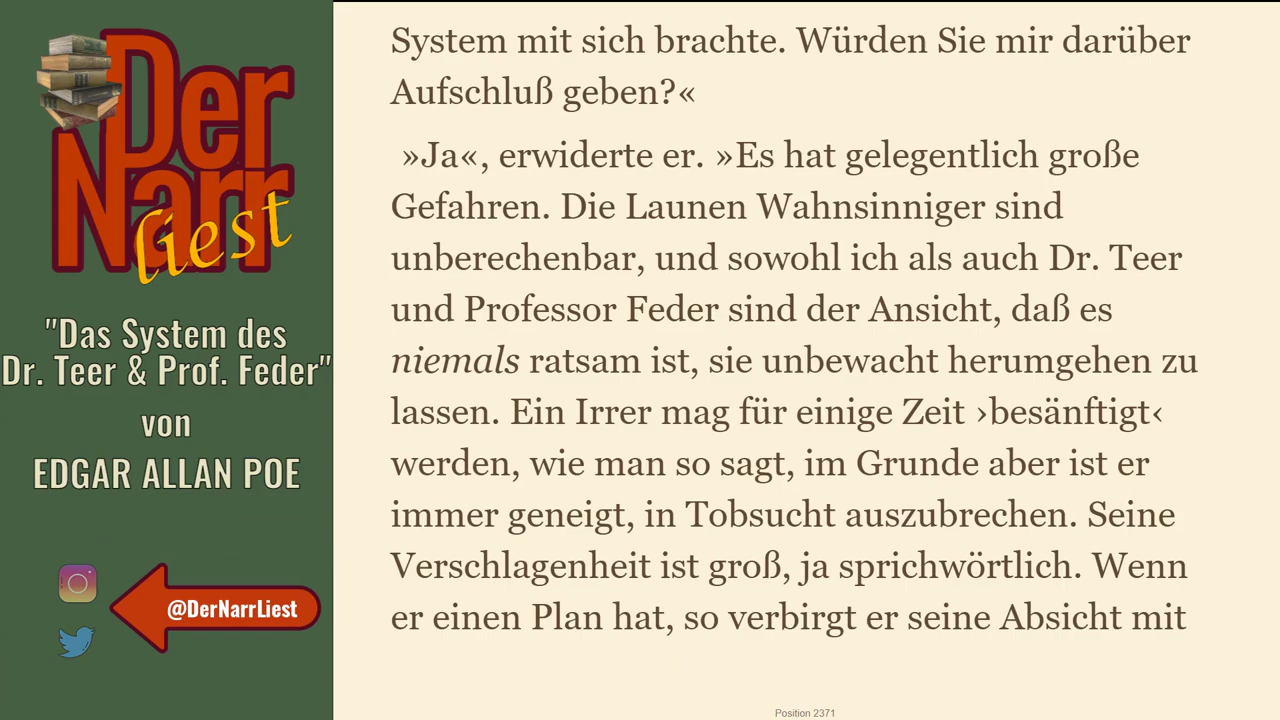 Der
Narr
liest
"Das System des
Dr. Teer & Prof. Feder"
von
EDGAR ALLAN POE
@DerNarrLiest
System mit sich brachte. Würden Sie mir darüber
Aufschluß geben?«
»Ja«, erwiderte er. »Es hat gelegentlich große
Gefahren. Die Launen Wahnsinniger sind
unberechenbar, und sowohl ich als auch Dr. Teer
und Professor Feder sind der Ansicht, daß es
niemals ratsam ist, sie unbewacht herumgehen zu
lassen. Ein Irrer mag für einige Zeit ›besänftigt‹
werden, wie man so sagt, im Grunde aber ist er
immer geneigt, in Tobsucht auszubrechen. Seine
Verschlagenheit ist groß, ja sprichwörtlich. Wenn
er einen Plan hat, so verbirgt er seine Absicht mit
Position 2371